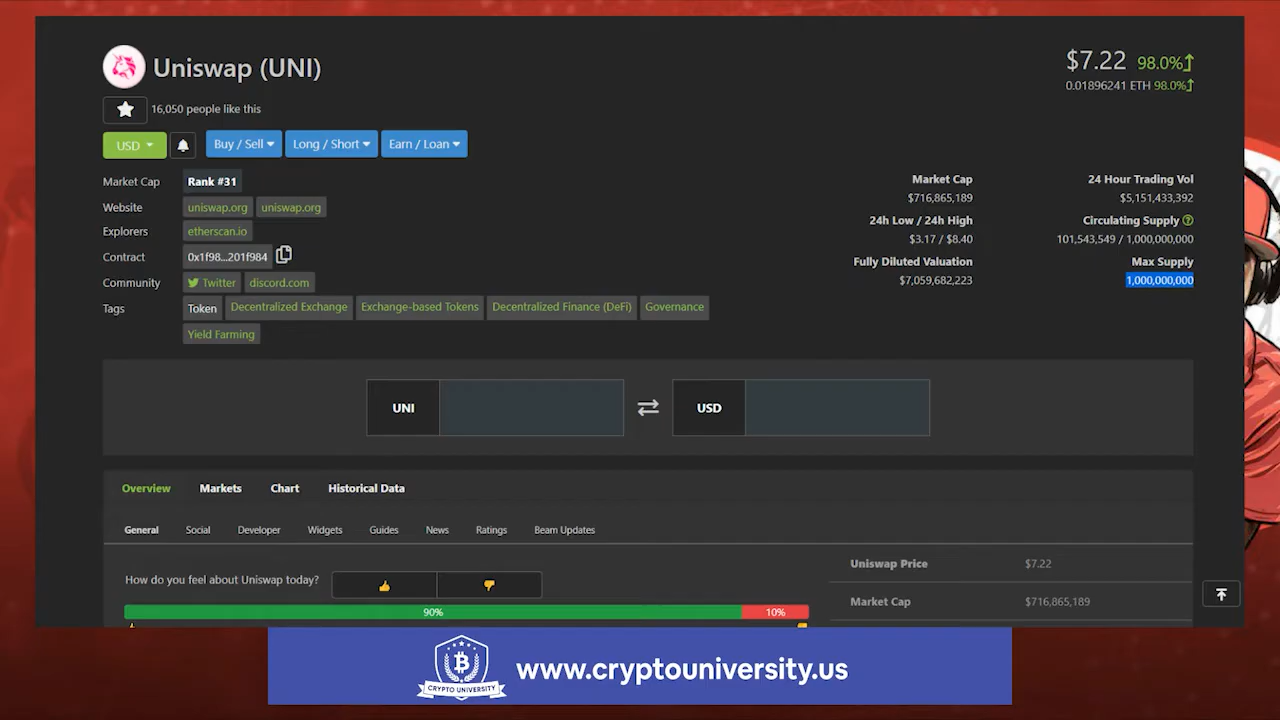 Uniswap (UNI)
$7.22 98.0%
0.01896241 ETH 98.0%
16,050 people like this
USD
Buy / Sell
Long / Short
Earn / Loan
Market Cap Rank #31
Website uniswap.org uniswap.org
Explorers etherscan.io
Contract 0x1f98...201f984
Community Twitter discord.com
Tags Token Decentralized Exchange Exchange-based Tokens Decentralized Finance (DeFi) Governance
Yield Farming
Market Cap
$716,865,189
24h Low / 24h High
$3.17 / $8.40
Fully Diluted Valuation
$7,059,682,223
24 Hour Trading Vol
$5,151,433,392
Circulating Supply ?
101,543,549 / 1,000,000,000
Max Supply
1,000,000,000
UNI USD
Overview Markets Chart Historical Data
General Social Developer Widgets Guides News Ratings Beam Updates
How do you feel about Uniswap today?
90% 10%
Uniswap Price $7.22
Market Cap $716,865,189
CRYPTO UNIVERSITY
www.cryptouniversity.us